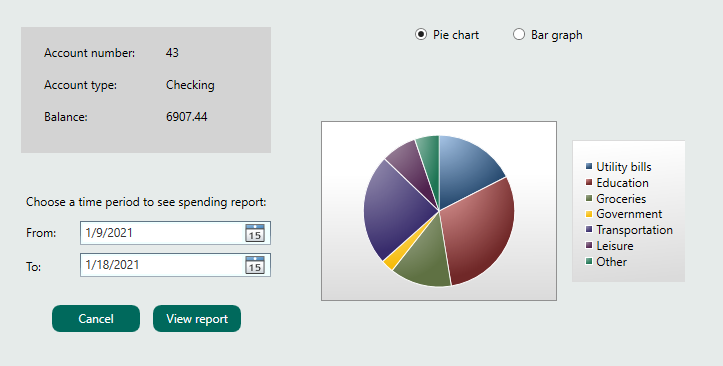 Account number: 43
Account type: Checking
Balance: 6907.44
Choose a time period to see spending report:
From: 1/9/2021 15
To: 1/18/2021 15
Cancel View report
Pie chart Bar graph
Utility bills
Education
Groceries
Government
Transportation
Leisure
Other